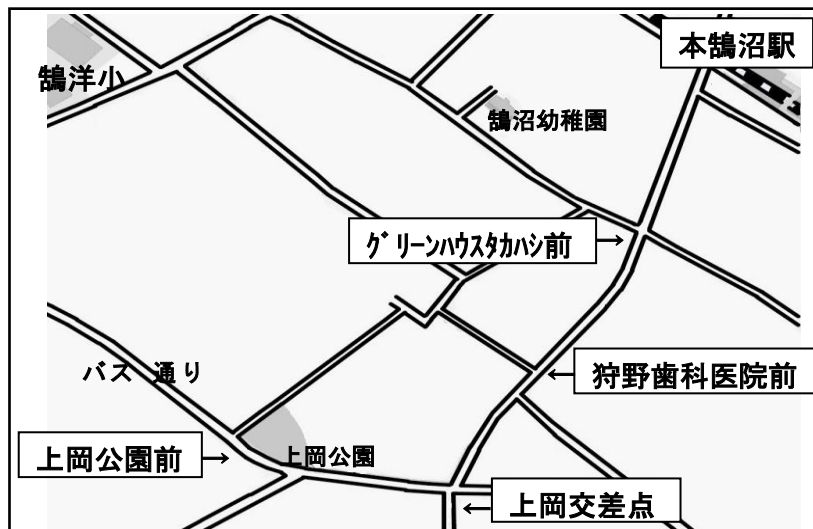 本鵠沼駅
鵠洋小
鵠沼幼稚園
ｸﾞﾘｰﾝﾊｳｽﾀｶﾊｼ前→
バス 通り
←狩野歯科医院前
上岡公園前→
上岡公園
←上岡交差点